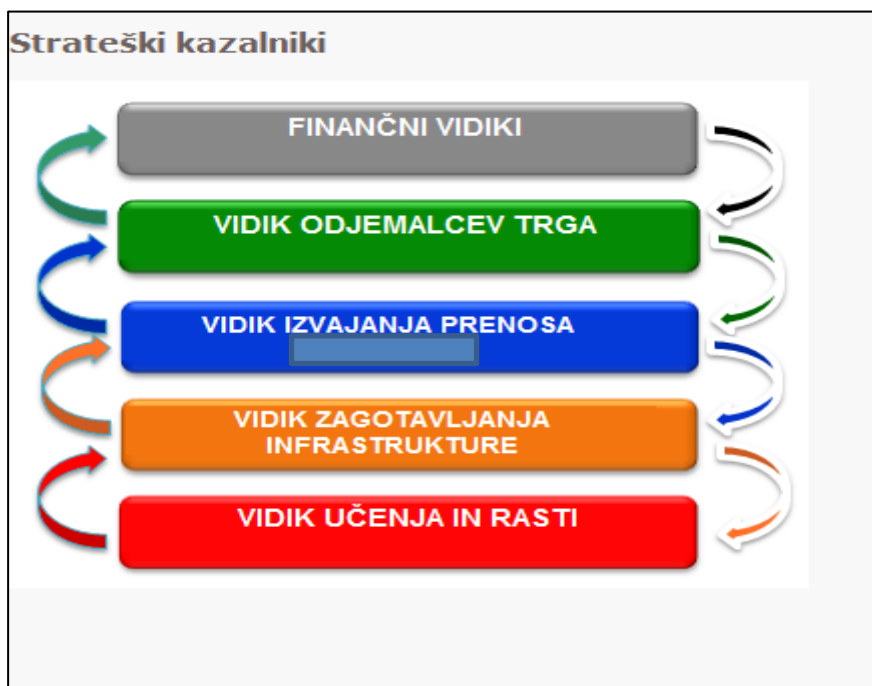 Strateški kazalniki
FINANČNI VIDIKI
VIDIK ODJEMALCEV TRGA
VIDIK IZVAJANJA PRENOSA
VIDIK ZAGOTAVLJANJA
INFRASTRUKTURE
VIDIK UČENJA IN RASTI